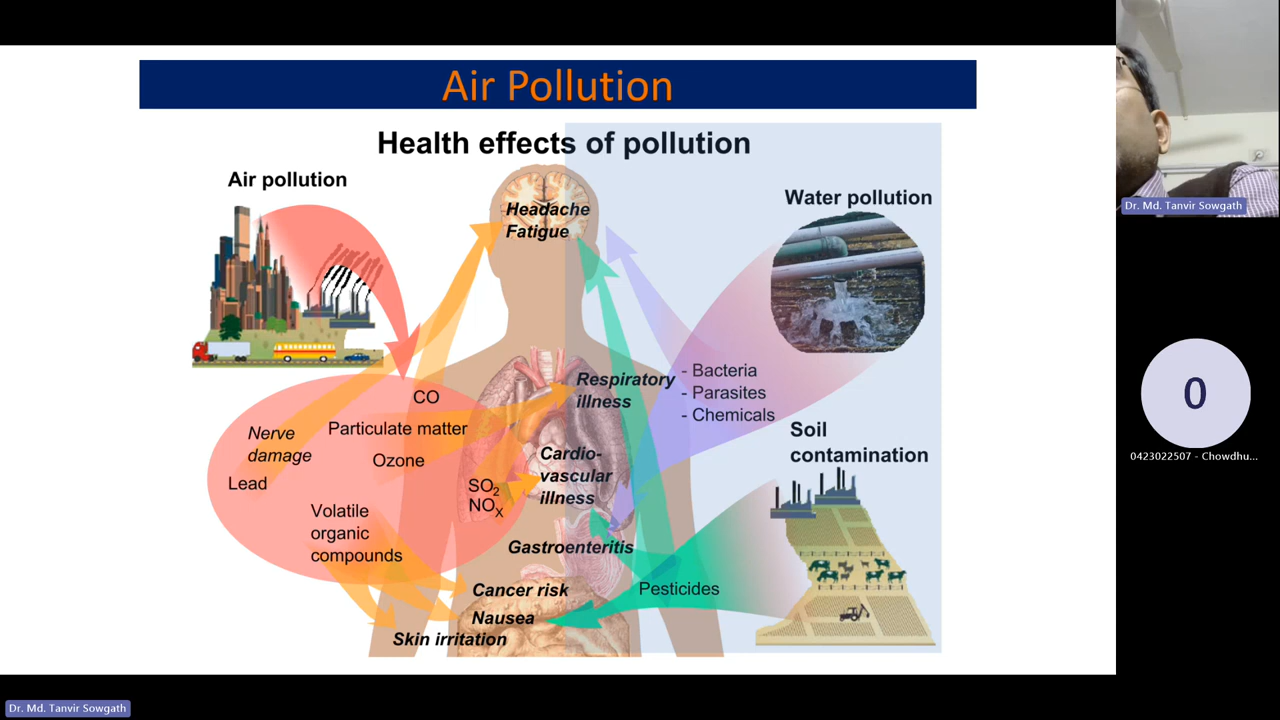 Air Pollution
Health effects of pollution
Air pollution
Headache
Fatigue
Water pollution
CO
Particulate matter
Ozone
Nerve
damage
Lead
SO2
NOX
Volatile
organic
compounds
Respiratory
illness
Cardio-
vascular
illness
Gastroenteritis
Cancer risk
Nausea
Skin irritation
- Bacteria
- Parasites
- Chemicals
Soil
contamination
Pesticides
Dr. Md. Tanvir Sowgath
0
0423022507 - Chowdhu...
Dr. Md. Tanvir Sowgath